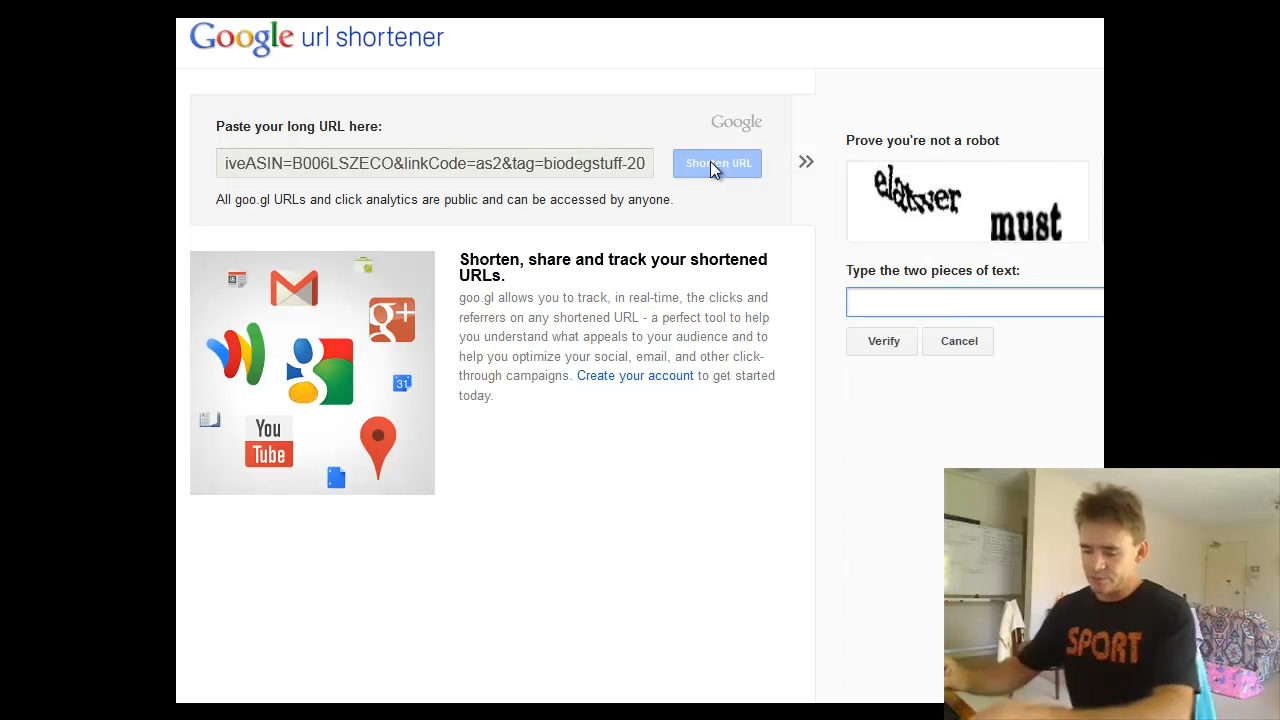 Google url shortener
Paste your long URL here:
Google
iveASIN=B006LSZECO&linkCode=as2&tag=biodegstuff-20
Shorten URL
All goo.gl URLs and click analytics are public and can be accessed by anyone.
Shorten, share and track your shortened
URLs.
goo.gl allows you to track, in real-time, the clicks and
referrers on any shortened URL - a perfect tool to help
you understand what appeals to your audience and to
help you optimize your social, email, and other click-
through campaigns. Create your account to get started
today.
g+
g
31
You
Tube
Prove you're not a robot
must
Type the two pieces of text:
Verify
Cancel
SPORT